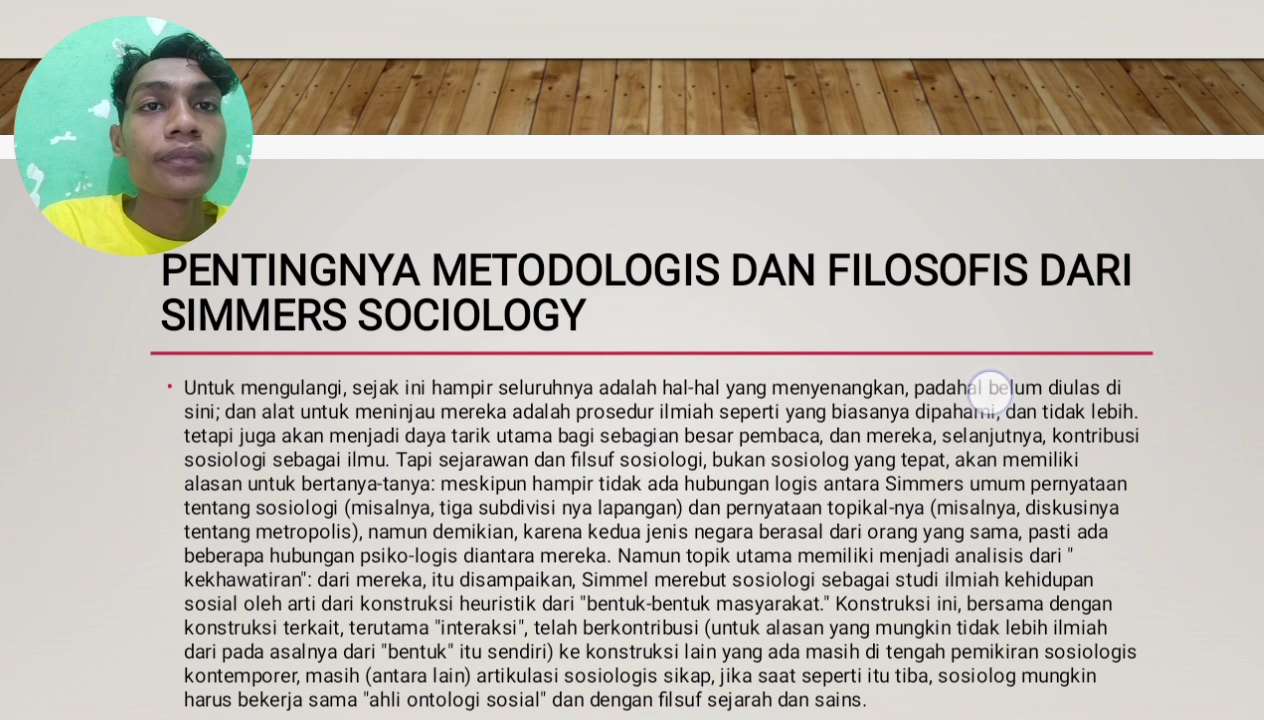 PENTINGNYA METODOLOGIS DAN FILOSOFIS DARI
SIMMERS SOCIOLOGY
• Untuk mengulangi, sejak ini hampir seluruhnya adalah hal-hal yang menyenangkan, padahal belum diulas di
sini; dan alat untuk meninjau mereka adalah prosedur ilmiah seperti yang biasanya dipahami, dan tidak lebih.
tetapi juga akan menjadi daya tarik utama bagi sebagian besar pembaca, dan mereka, selanjutnya, kontribusi
sosiologi sebagai ilmu. Tapi sejarawan dan filsuf sosiologi, bukan sosiolog yang tepat, akan memiliki
alasan untuk bertanya-tanya: meskipun hampir tidak ada hubungan logis antara Simmers umum pernyataan
tentang sosiologi (misalnya, tiga subdivisi nya lapangan) dan pernyataan topikal-nya (misalnya, diskusinya
tentang metropolis), namun demikian, karena kedua jenis negara berasal dari orang yang sama, pasti ada
beberapa hubungan psiko-logis diantara mereka. Namun topik utama memiliki menjadi analisis dari "
kekhawatiran": dari mereka, itu disampaikan, Simmel merebut sosiologi sebagai studi ilmiah kehidupan
sosial oleh arti dari konstruksi heuristik dari "bentuk-bentuk masyarakat." Konstruksi ini, bersama dengan
konstruksi terkait, terutama "interaksi", telah berkontribusi (untuk alasan yang mungkin tidak lebih ilmiah
dari pada asalnya dari "bentuk" itu sendiri) ke konstruksi lain yang ada masih di tengah pemikiran sosiologis
kontemporer, masih (antara lain) artikulasi sosiologis sikap, jika saat seperti itu tiba, sosiolog mungkin
harus bekerja sama "ahli ontologi sosial" dan dengan filsuf sejarah dan sains.